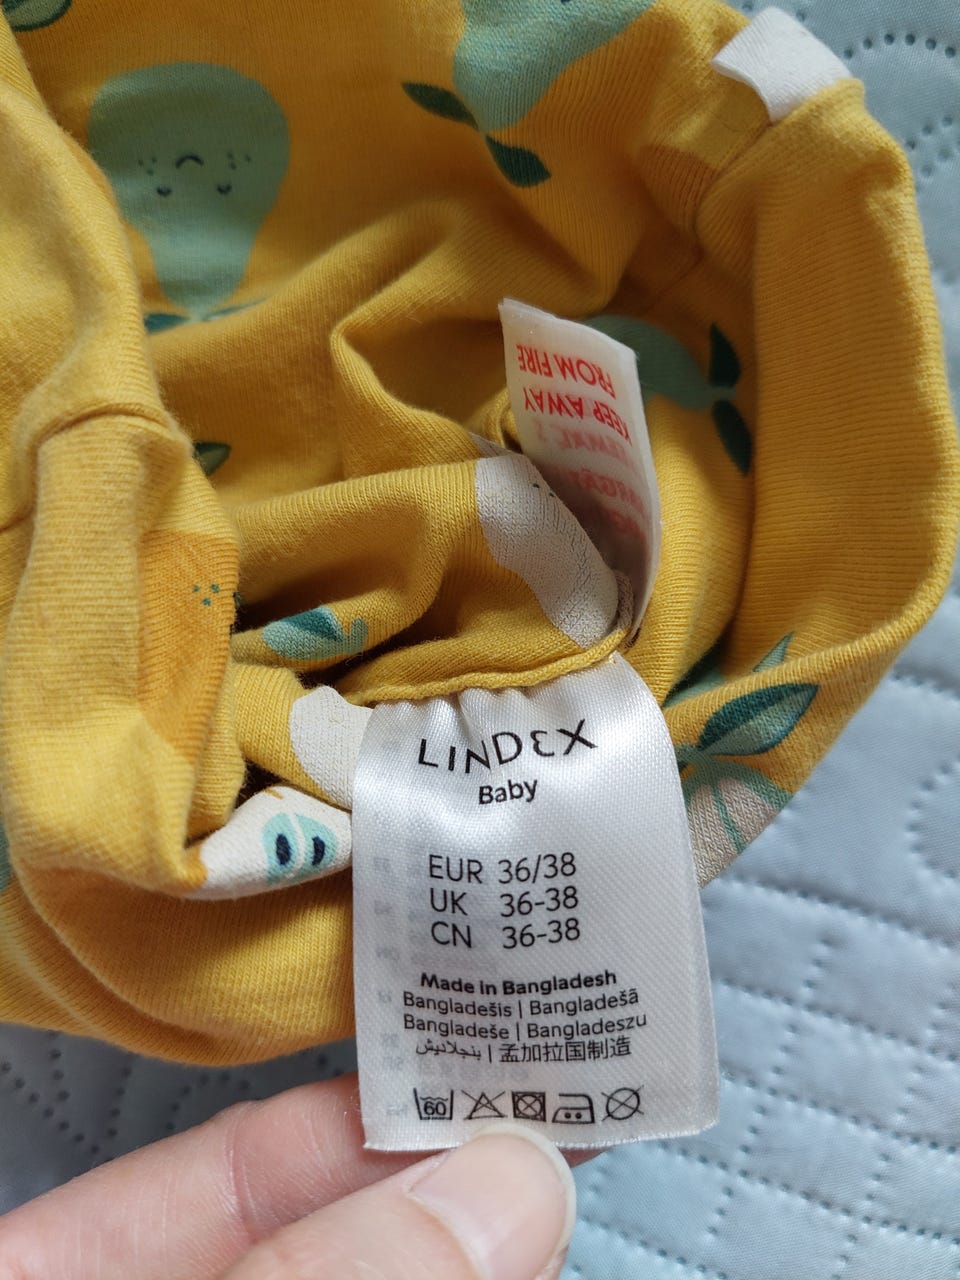 KEEP AWAY
FROM FIRE
LINDEX
Baby
EUR 36/38
UK 36-38
CN 36-38
Made in Bangladesh
Bangladešis | Bangladešā
Bangladeše | Bangladeszu
بنجلاديش | 孟加拉国制造
60